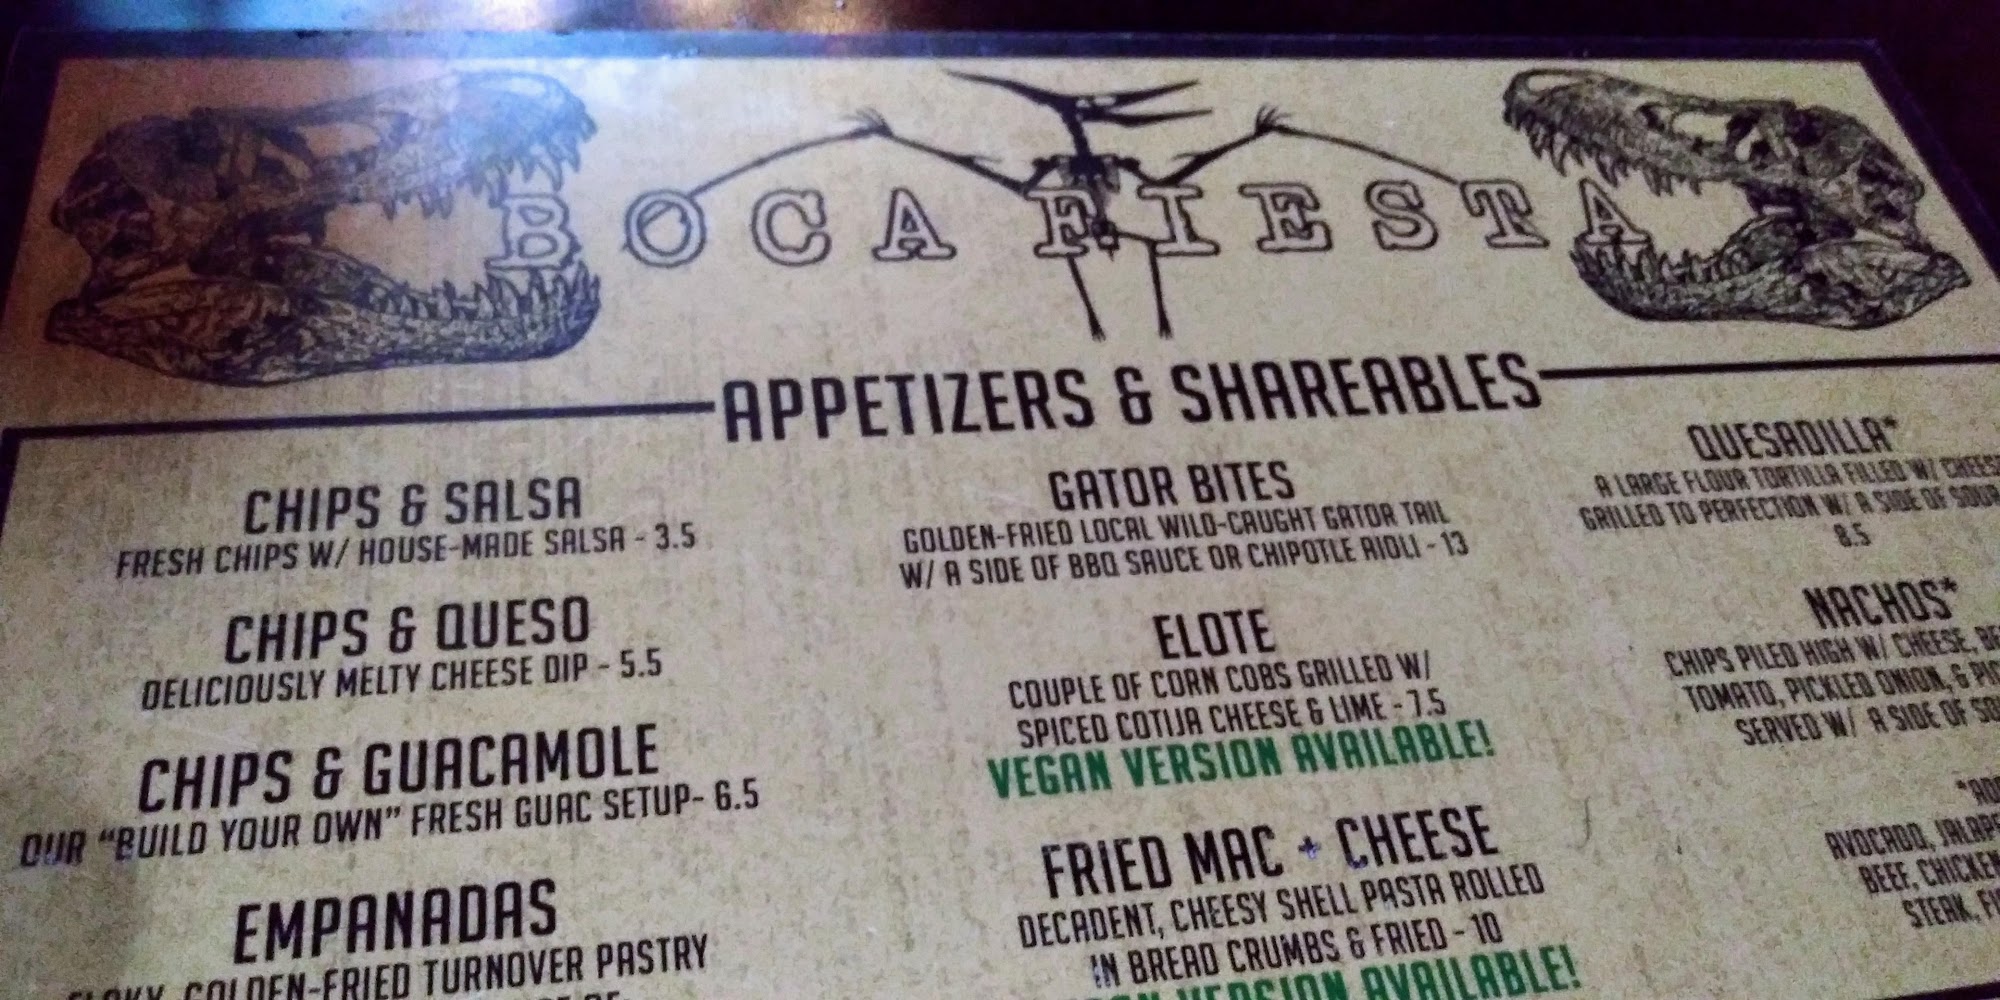 BOCA FIESTA
APPETIZERS & SHAREABLES
CHIPS & SALSA
FRESH CHIPS W/ HOUSE-MADE SALSA - 3.5
CHIPS & QUESO
DELICIOUSLY MELTY CHEESE DIP - 5.5
CHIPS & GUACAMOLE
OUR "BUILD YOUR OWN" FRESH GUAC SETUP- 6.5
EMPANADAS
GOLDEN-FRIED TURNOVER PASTRY
GATOR BITES
GOLDEN-FRIED LOCAL WILD-CAUGHT GATOR TAIL
W/ A SIDE OF BBQ SAUCE OR CHIPOTLE AIOLI - 13
ELOTE
COUPLE OF CORN COBS GRILLED W/
SPICED COTIJA CHEESE & LIME - 7.5
VEGAN VERSION AVAILABLE!
FRIED MAC + CHEESE
DECADENT, CHEESY SHELL PASTA ROLLED
IN BREAD CRUMBS & FRIED - 10
VERSION AVAILABLE!
QUESADILLA*
A LARGE FLOUR TORTILLA FILLED W/ CHEESE
GRILLED TO PERFECTION W/ A SIDE OF SOUR
8.5
NACHOS*
CHIPS PILED HIGH W/ CHEESE,
TOMATO, PICKLED ONION, &
SERVED W/ A SIDE OF
AVOCADO,
BEEF, CHICKEN
STEAK,